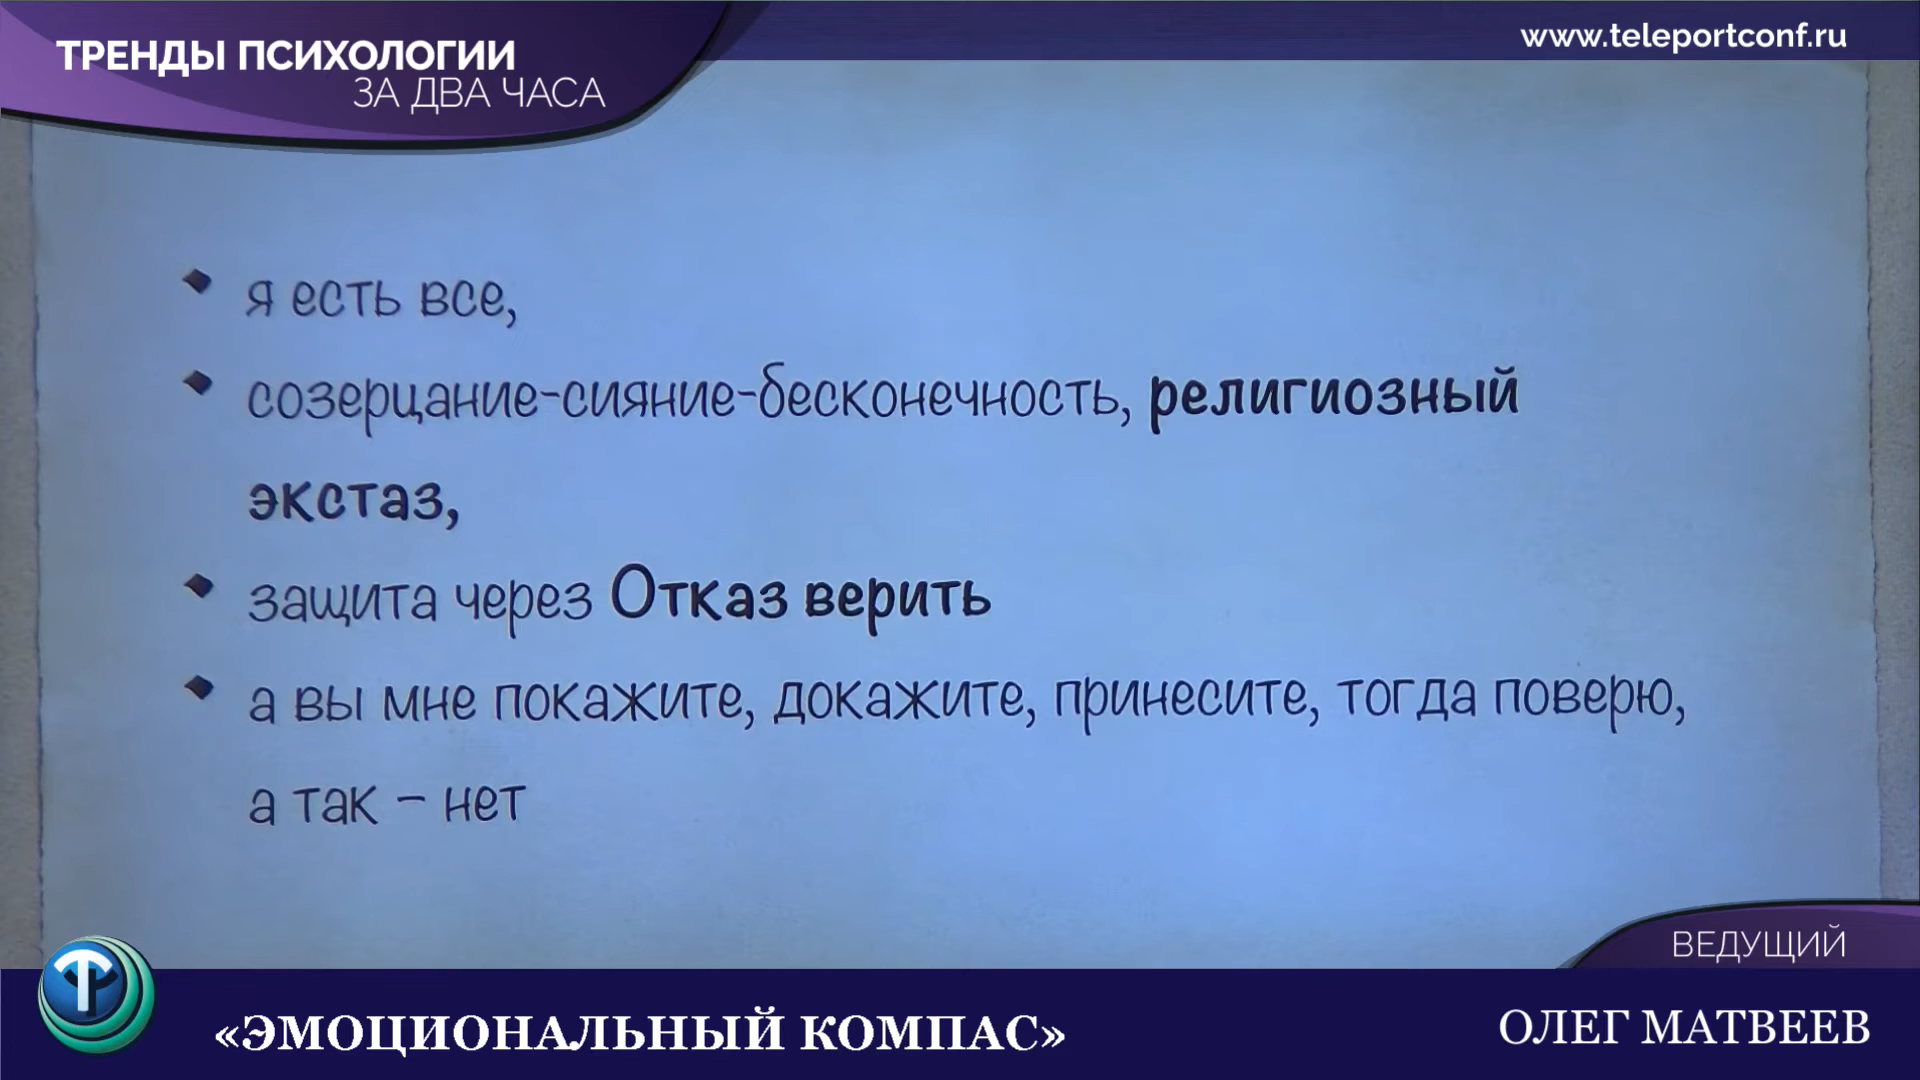 ТРЕНДЫ ПСИХОЛОГИИ
ЗА ДВА ЧАСА
www.teleportconf.ru
я есть все,
созерцание-сияние-бесконечность, религиозный
экстаз,
защита через Отказ верить
а вы мне покажите, докажите, принесите, тогда поверю,
а так – нет
ВЕДУЩИЙ
«ЭМОЦИОНАЛЬНЫЙ КОМПАС»
ОЛЕГ МАТВЕЕВ